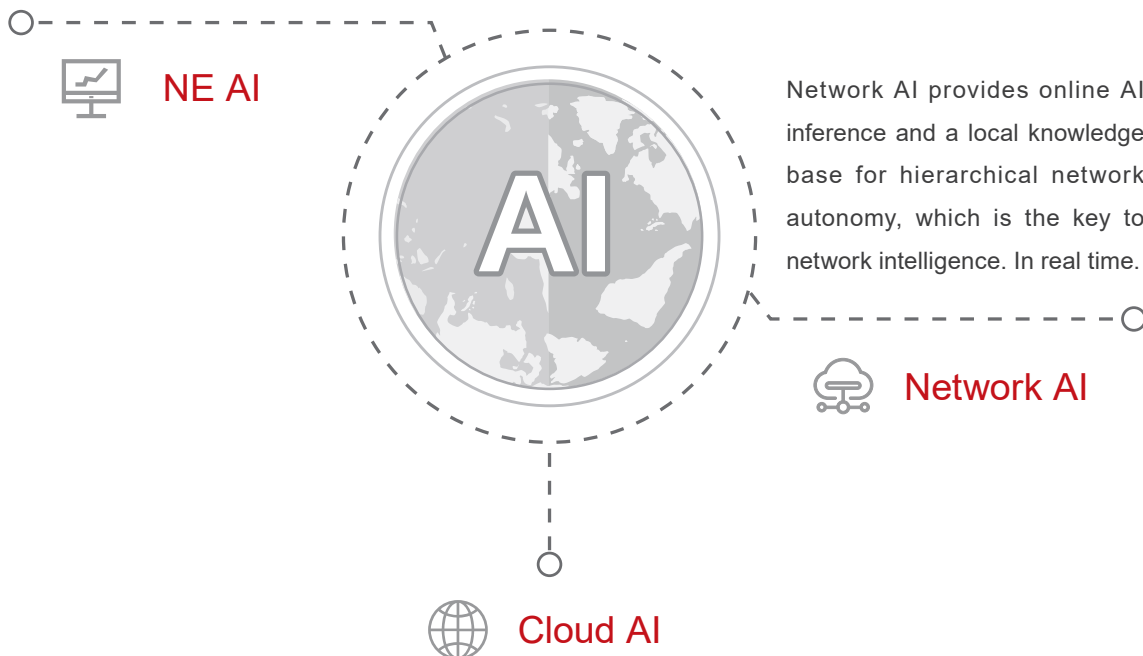 NE AI
AI
Network AI provides online AI
inference and a local knowledge
base for hierarchical network
autonomy, which is the key to
network intelligence. In real time.
Network AI
Cloud AI